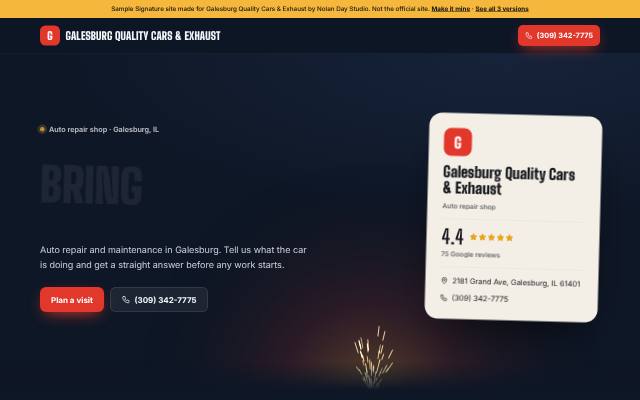 Sample Signature site made for Galesburg Quality Cars & Exhaust by Nolan Day Studio. Not the official site. Make it mine · See all 3 versions
G GALESBURG QUALITY CARS & EXHAUST
(309) 342-7775
Auto repair shop · Galesburg, IL
BRING
Auto repair and maintenance in Galesburg. Tell us what the car
is doing and get a straight answer before any work starts.
Plan a visit
(309) 342-7775
G
Galesburg Quality Cars
& Exhaust
Auto repair shop
4.4
75 Google reviews
2181 Grand Ave, Galesburg, IL 61401
(309) 342-7775